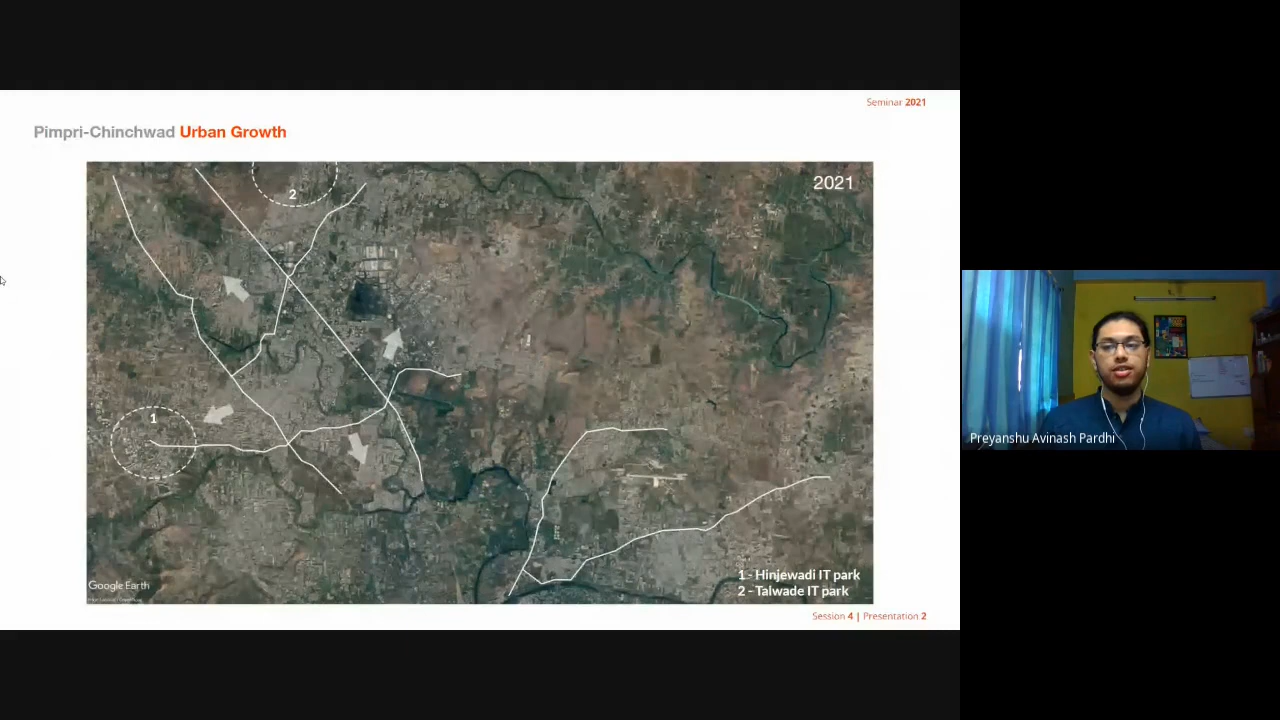 Seminar 2021
Pimpri-Chinchwad Urban Growth
2021
2
1
1 - Hinjewadi IT park
2 - Talwade IT park
Google Earth
Session 4 | Presentation 2
Preyanshu Avinash Pardhi